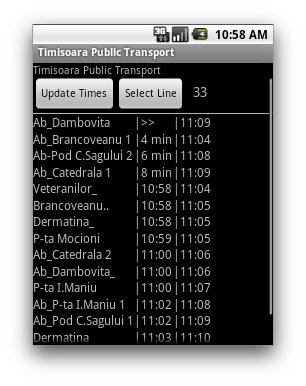 3G 10:58 AM
Timisoara Public Transport
Timisoara Public Transport
Update Times Select Line 33
Ab_Dambovita |>> |11:09
Ab_Brancoveanu 1 |4 min |11:04
Ab-Pod C.Sagului 2 |6 min |11:08
Ab_Catedrala 1 |8 min |11:09
Veteranilor_ |10:58 |11:04
Brancoveanu.. |10:58 |11:05
Dermatina_ |10:58 |11:05
P-ta Mocioni |10:59 |11:05
Ab_Catedrala 2 |11:00 |11:06
Ab_Dambovita_ |11:00 |11:06
P-ta I.Maniu |11:00 |11:07
Ab_P-ta I.Maniu 1 |11:02 |11:08
Ab_Pod C.Sagului 1 |11:02 |11:09
Dermatina |11:03 |11:10